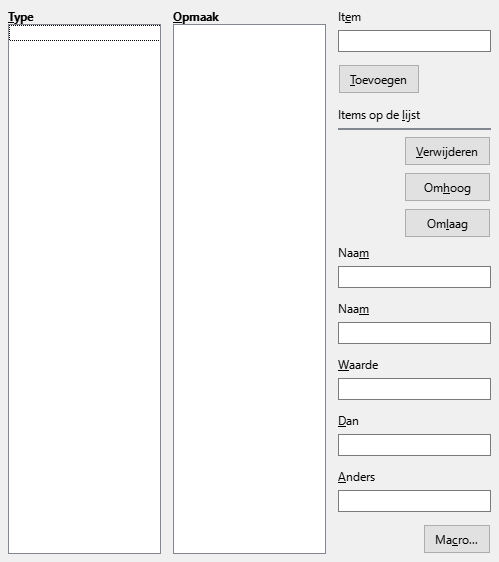 Type
Opmaak
Item
Toevoegen
Items op de lijst
Verwijderen
Omhoog
Omlaag
Naam
Naam
Waarde
Dan
Anders
Macro...